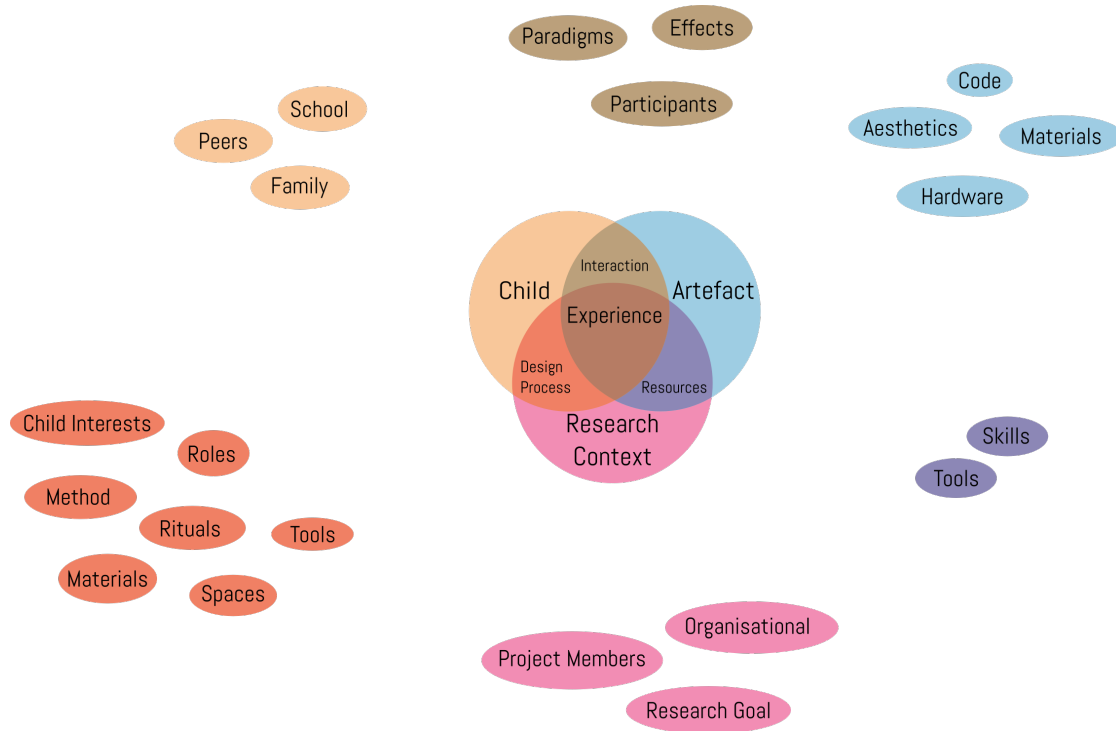 Paradigms
Effects
Participants
School
Peers
Family
Code
Aesthetics
Materials
Hardware
Interaction
Child
Artefact
Experience
Design
Process
Resources
Research
Context
Child Interests
Roles
Method
Rituals
Tools
Materials
Spaces
Skills
Tools
Organisational
Project Members
Research Goal